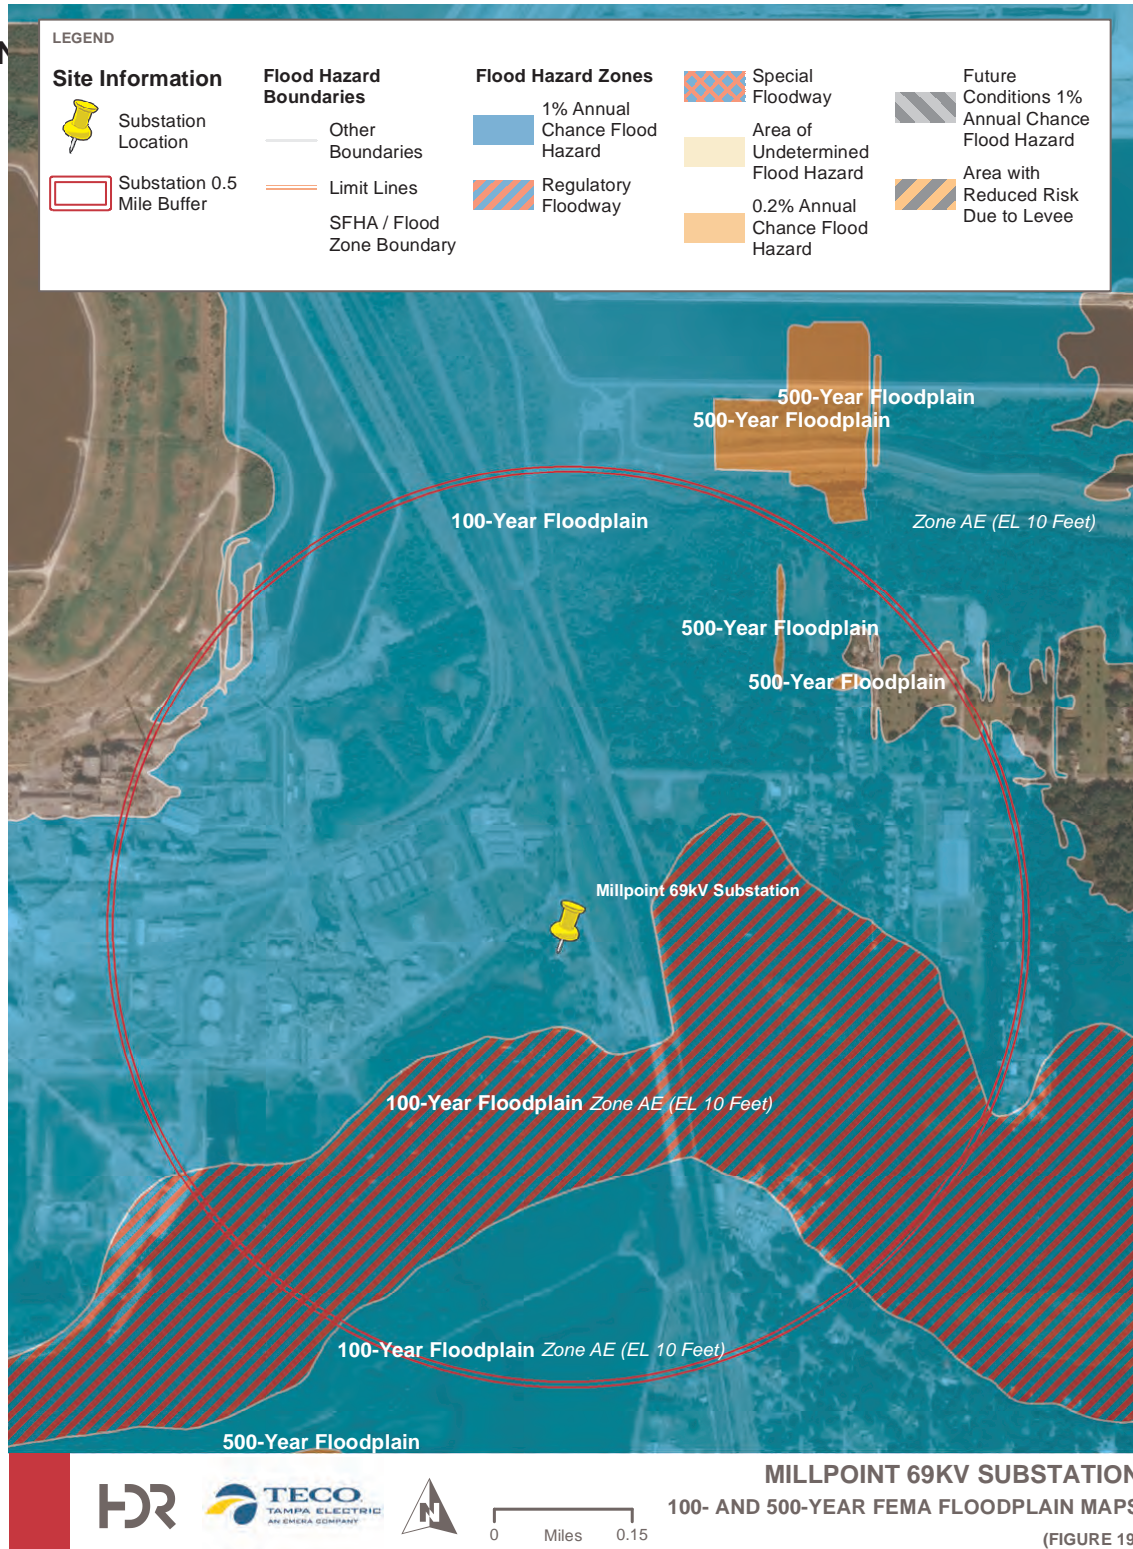 N
LEGEND
Site Information
Substation
Location
Substation 0.5
Mile Buffer
Flood Hazard
Boundaries
Other
Boundaries
Limit Lines
SFHA / Flood
Zone Boundary
Flood Hazard Zones
1% Annual
Chance Flood
Hazard
Regulatory
Floodway
Special
Floodway
Area of
Undetermined
Flood Hazard
0.2% Annual
Chance Flood
Hazard
Future
Conditions 1%
Annual Chance
Flood Hazard
Area with
Reduced Risk
Due to Levee
500-Year Floodplain
500-Year Floodplain
100-Year Floodplain
Zone AE (EL 10 Feet)
500-Year Floodplain
500-Year Floodplain
Millpoint 69kV Substation
100-Year Floodplain Zone AE (EL 10 Feet)
100-Year Floodplain Zone AE (EL 10 Feet)
500-Year Floodplain
HDR
TECO
TAMPA ELECTRIC
AN EMERA COMPANY
N
0 Miles 0.15
MILLPOINT 69KV SUBSTATION
100- AND 500-YEAR FEMA FLOODPLAIN MAPS
(FIGURE 19